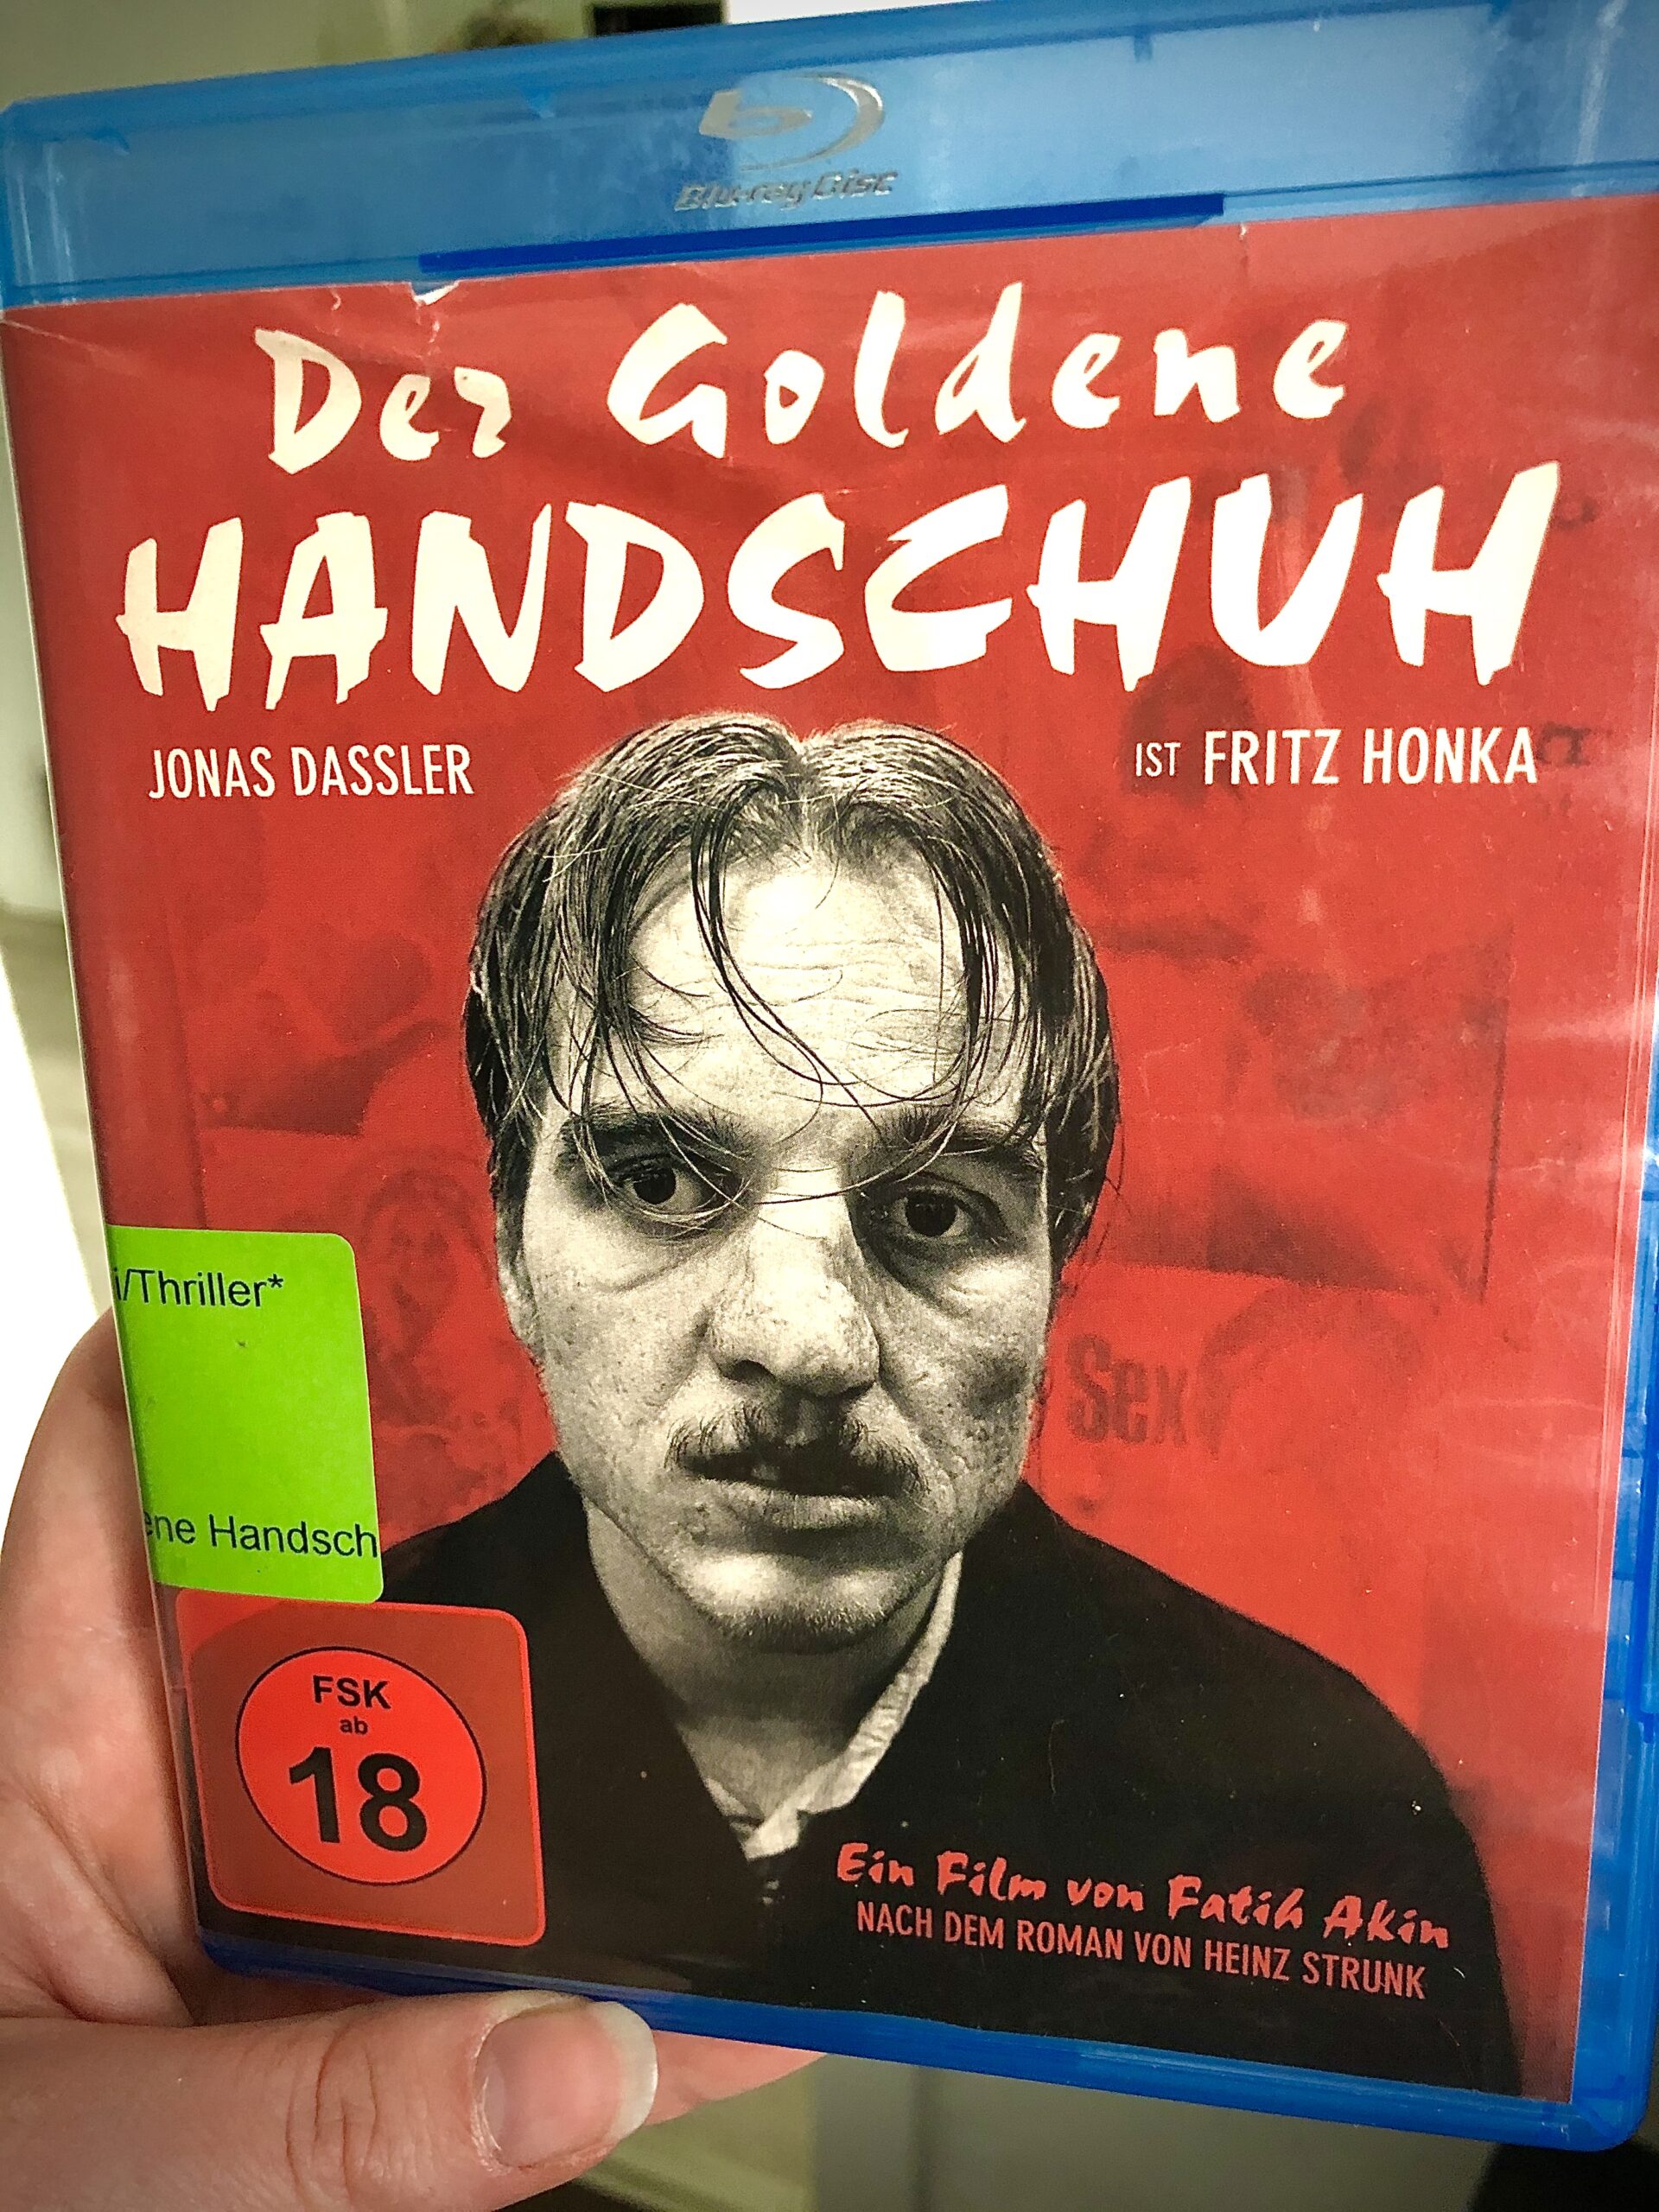 Blu-ray Disc
Der Goldene
HANDSCHUH
JONAS DASSLER
IST FRITZ HONKA
i/Thriller*
Sex
ene Handsch
FSK
ab
18
Ein Film von Fatih Akin
NACH DEM ROMAN VON HEINZ STRUNK